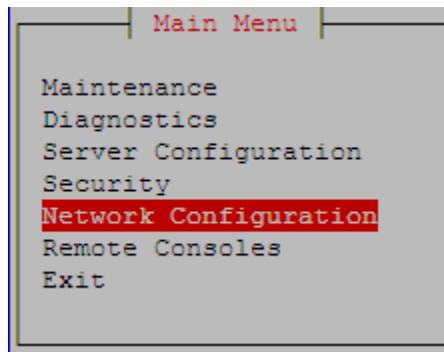 Main Menu
Maintenance
Diagnostics
Server Configuration
Security
Network Configuration
Remote Consoles
Exit